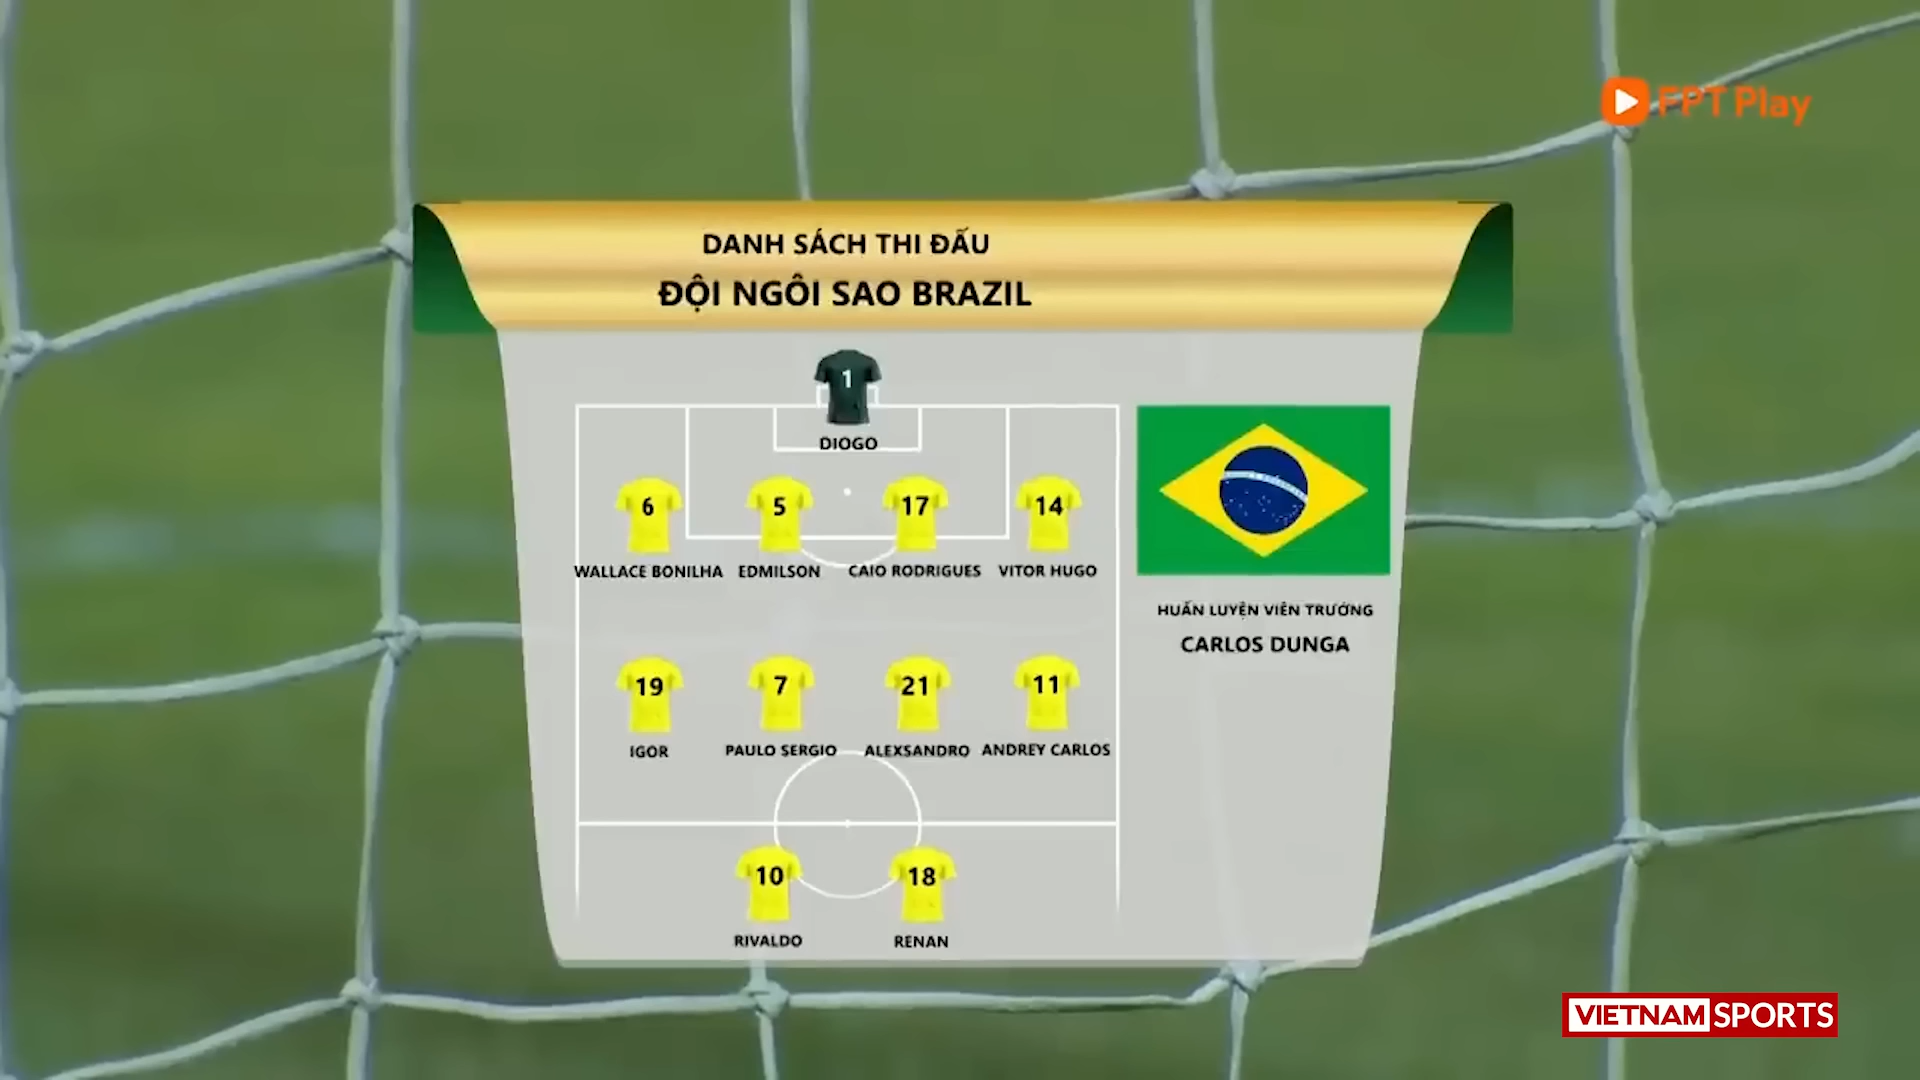 FPT Play
DANH SÁCH THI ĐẤU
ĐỘI NGÔI SAO BRAZIL
1
DIOGO
6 5 17 14
WALLACE BONILHA EDMILSON CAIO RODRIGUES VITOR HUGO
HUẤN LUYỆN VIÊN TRƯỞNG
CARLOS DUNGA
19 7 21 11
IGOR PAULO SERGIO ALEXSANDRO ANDREY CARLOS
10 18
RIVALDO RENAN
VIETNAM SPORTS